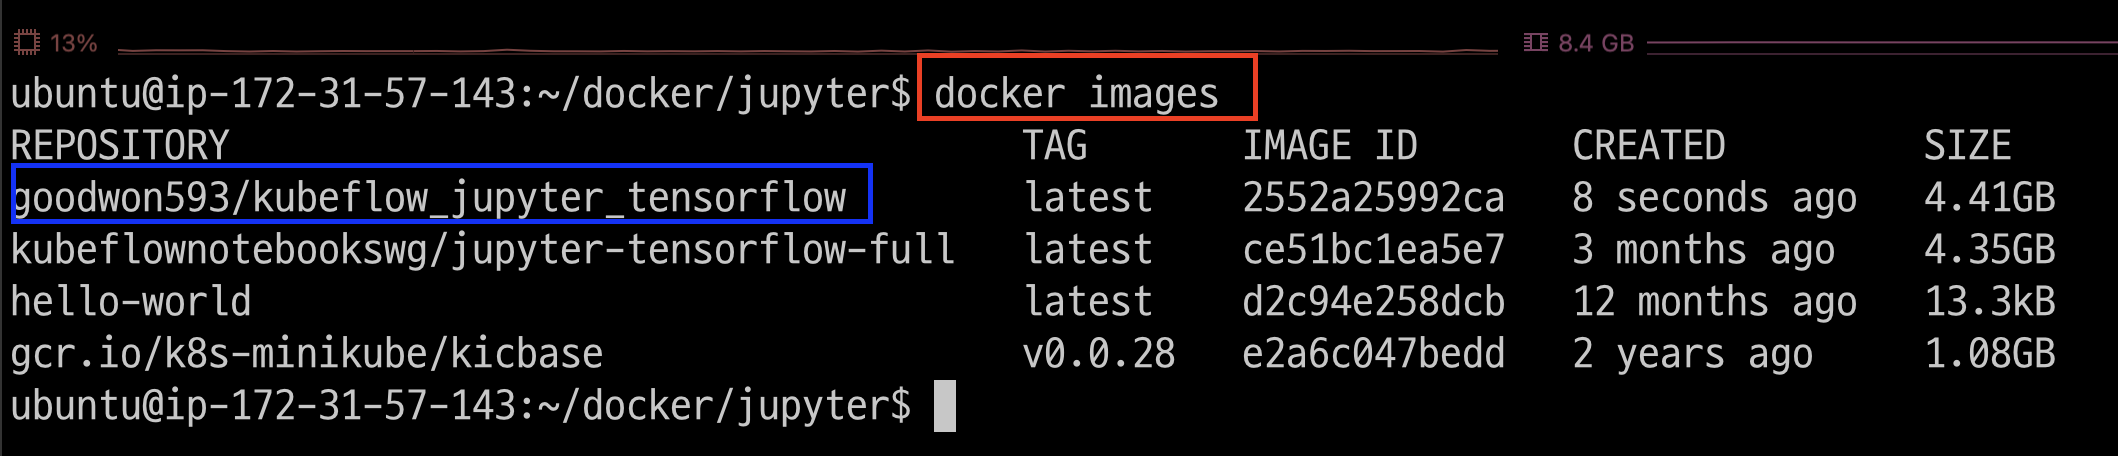 13% 8.4 GB
ubuntu@ip-172-31-57-143:~/docker/jupyter$ docker images
REPOSITORY TAG IMAGE ID CREATED SIZE
goodwon593/kubeflow_jupyter_tensorflow latest 2552a25992ca 8 seconds ago 4.41GB
kubeflownotebookswg/jupyter-tensorflow-full latest ce51bc1ea5e7 3 months ago 4.35GB
hello-world latest d2c94e258dcb 12 months ago 13.3kB
gcr.io/k8s-minikube/kicbase v0.0.28 e2a6c047bedd 2 years ago 1.08GB
ubuntu@ip-172-31-57-143:~/docker/jupyter$